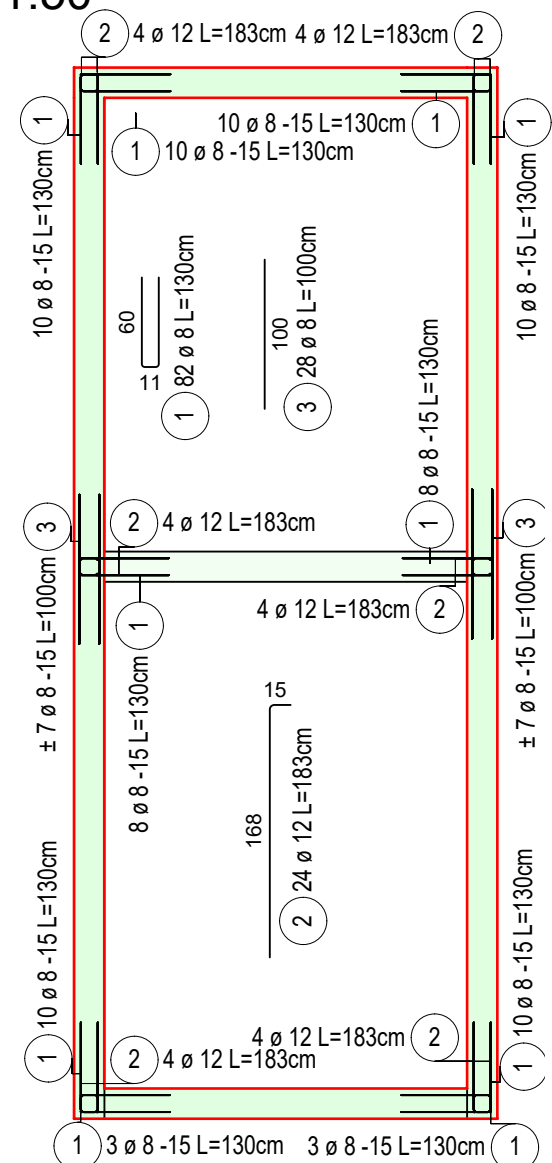 2 4 ø 12 L=183cm 4 ø 12 L=183cm 2
1 10 ø 8 -15 L=130cm
10 ø 8 -15 L=130cm 1
1 10 ø 8 -15 L=130cm
1 10 ø 8 -15 L=130cm
60
11
1 82 ø 8 L=130cm
100
3 28 ø 8 L=100cm
1 8 ø 8 -15 L=130cm
3 ± 7 ø 8 -15 L=100cm
2 4 ø 12 L=183cm
3 ± 7 ø 8 -15 L=100cm
4 ø 12 L=183cm 2
1 8 ø 8 -15 L=130cm
15
168
2 24 ø 12 L=183cm
1 10 ø 8 -15 L=130cm
1 10 ø 8 -15 L=130cm
4 ø 12 L=183cm 2
2 4 ø 12 L=183cm
1 3 ø 8 -15 L=130cm 3 ø 8 -15 L=130cm 1